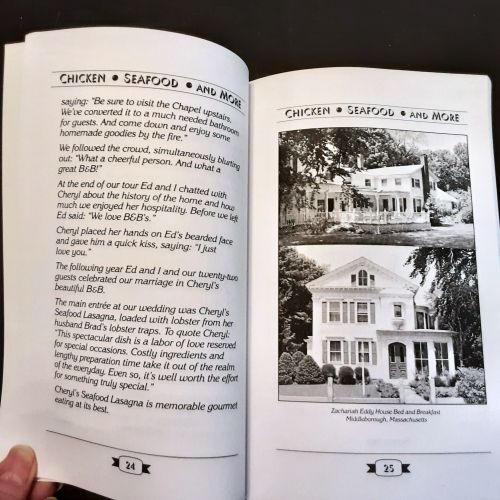 CHICKEN • SEAFOOD • AND MORE
saying: "Be sure to visit the Chapel upstairs.
We've converted it to a much needed bathroom
for guests. And come down and enjoy some
homemade goodies by the fire."
We followed the crowd, simultaneously blurting
out: "What a cheerful person. And what a
great B&B!"
At the end of our tour Ed and I chatted with
Cheryl about the history of the home and how
much we enjoyed her hospitality. Before we left
Ed said: "We love B&B's."
Cheryl placed her hands on Ed's bearded face
and gave him a quick kiss, saying: "I just
love you."
The following year Ed and I and our twenty-two
guests celebrated our marriage in Cheryl's
beautiful B&B.
The main entrée at our wedding was Cheryl's
Seafood Lasagna, loaded with lobster from her
husband Brad's lobster traps. To quote Cheryl:
"This spectacular dish is a labor of love reserved
for special occasions. Costly ingredients and
lengthy preparation time take it out of the realm
of the everyday. Even so, it's well worth the effort
for something truly special."
Cheryl's Seafood Lasagna is memorable gourmet
eating at its best.
24
CHICKEN • SEAFOOD • AND MORE
Zachariah Eddy House Bed and Breakfast
Middleborough, Massachusetts
25